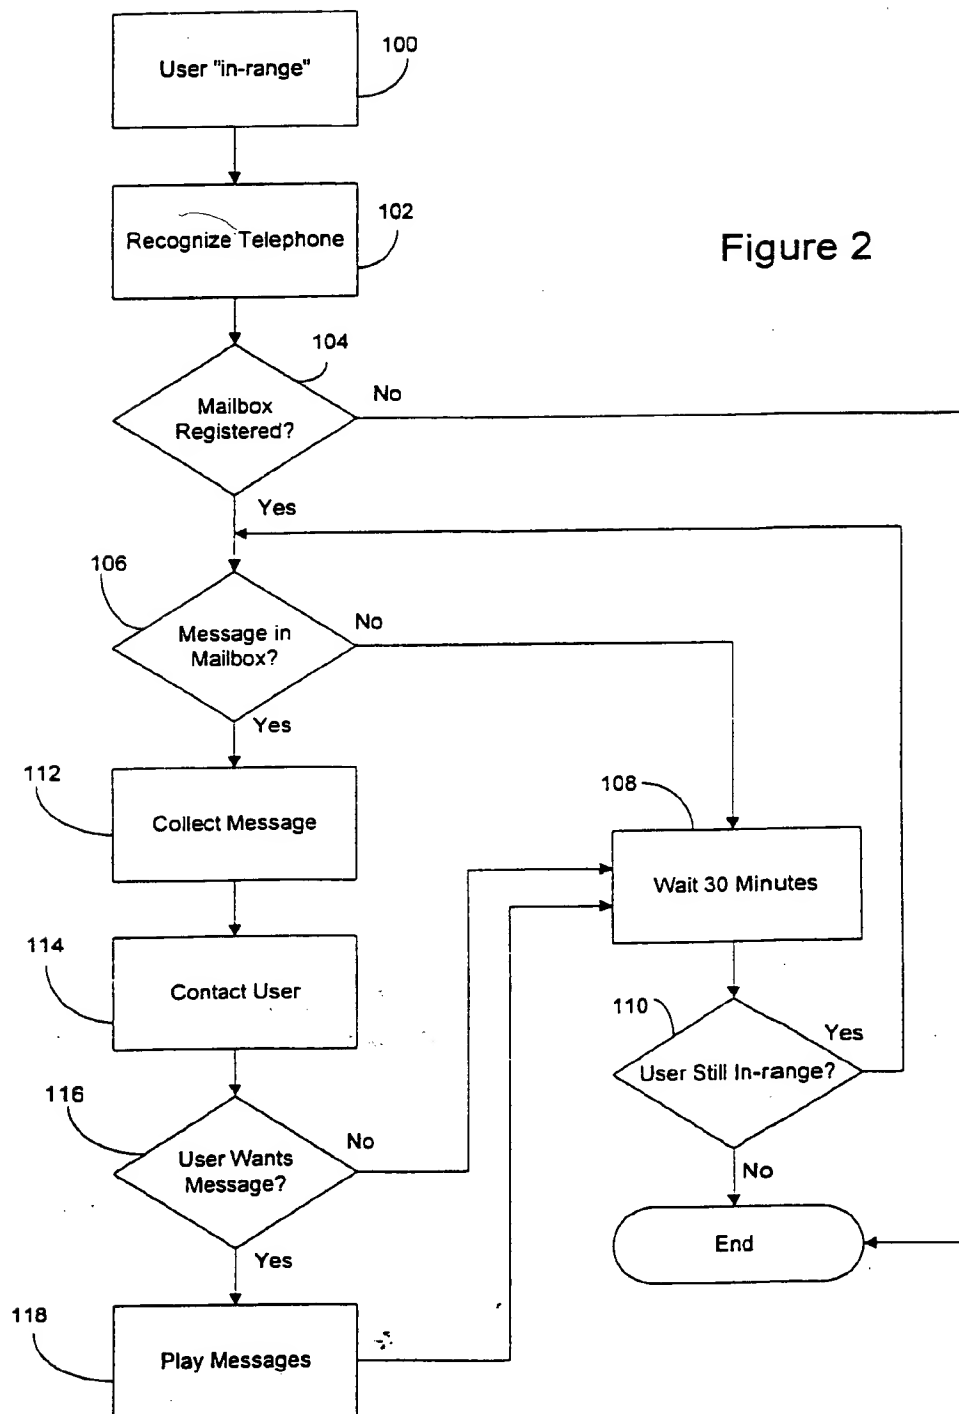 User "in-range"
100
Recognize Telephone
102
Figure 2
104
Mailbox
Registered?
No
Yes
106
Message in
Mailbox?
No
Yes
112
Collect Message
108
Wait 30 Minutes
114
Contact User
110
User Still In-range?
Yes
No
116
User Wants
Message?
No
Yes
End
118
Play Messages